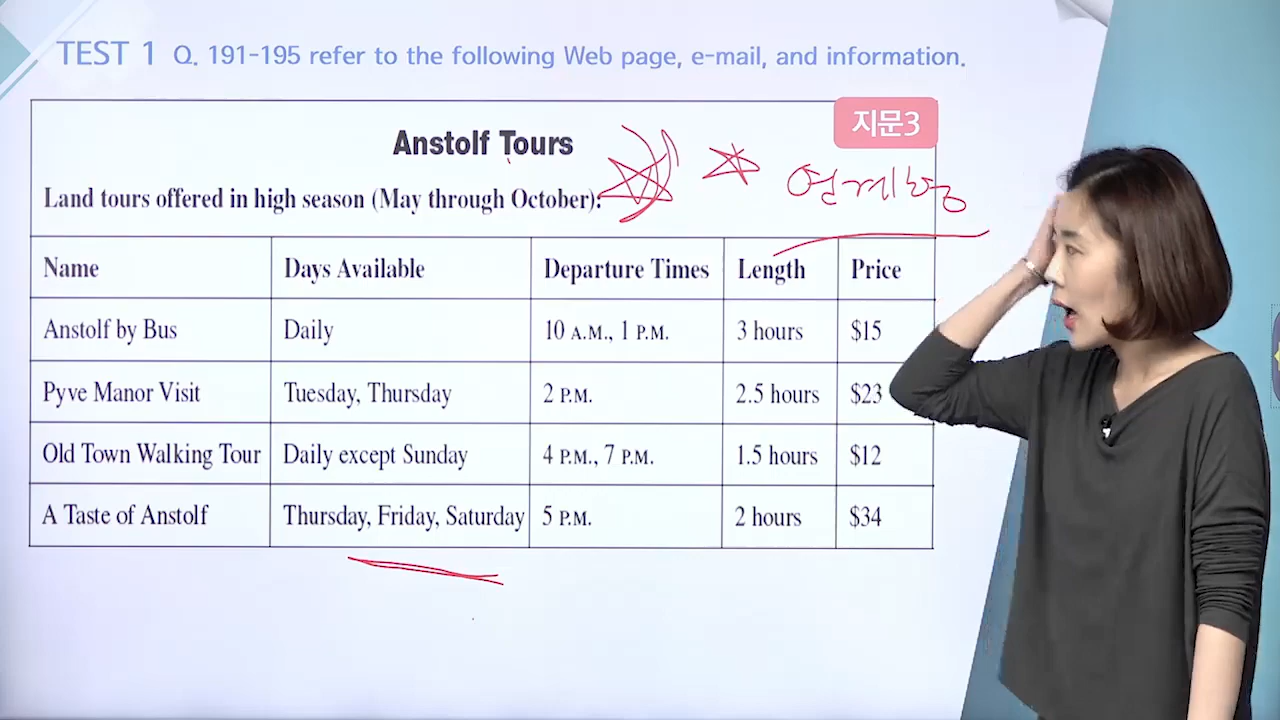 TEST 1 Q. 191-195 refer to the following Web page, e-mail, and information.
지문3
Anstolf Tours
Land tours offered in high season (May through October):
연계형
Name Days Available Departure Times Length Price
Anstolf by Bus Daily 10 A.M., 1 P.M. 3 hours $15
Pyve Manor Visit Tuesday, Thursday 2 P.M. 2.5 hours $23
Old Town Walking Tour Daily except Sunday 4 P.M., 7 P.M. 1.5 hours $12
A Taste of Anstolf Thursday, Friday, Saturday 5 P.M. 2 hours $34